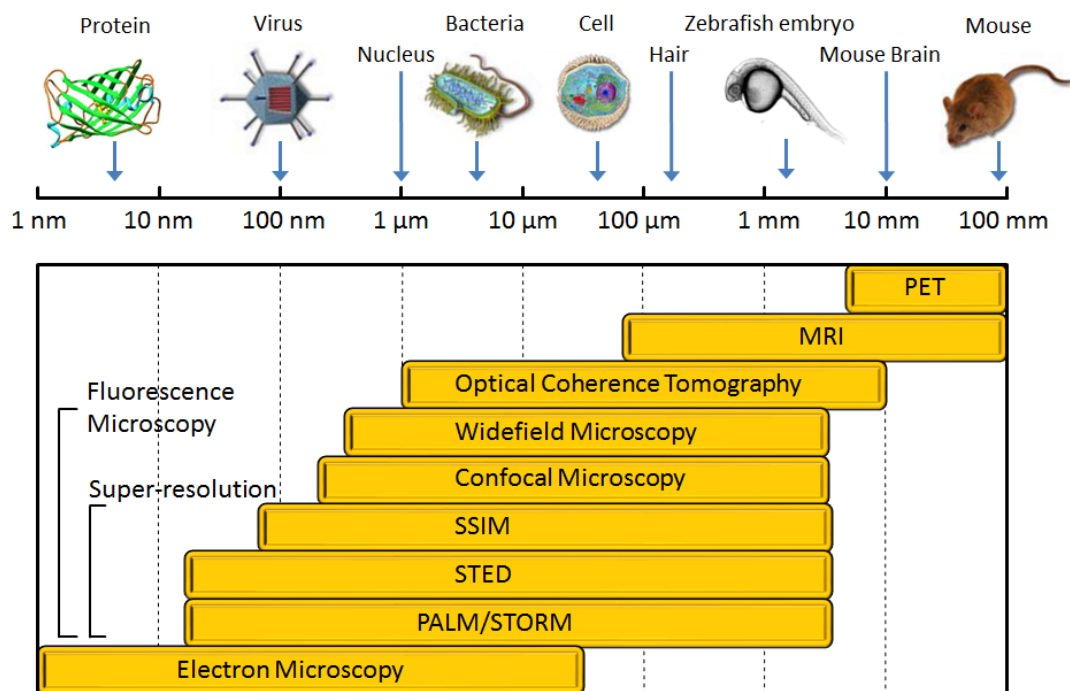 Protein
Virus
Bacteria
Cell
Zebrafish embryo
Mouse
Nucleus
Hair
Mouse Brain
1 nm
10 nm
100 nm
1 µm
10 µm
100 µm
1 mm
10 mm
100 mm
PET
MRI
Optical Coherence Tomography
Fluorescence
Microscopy
Widefield Microscopy
Confocal Microscopy
Super-resolution
SSIM
STED
PALM/STORM
Electron Microscopy